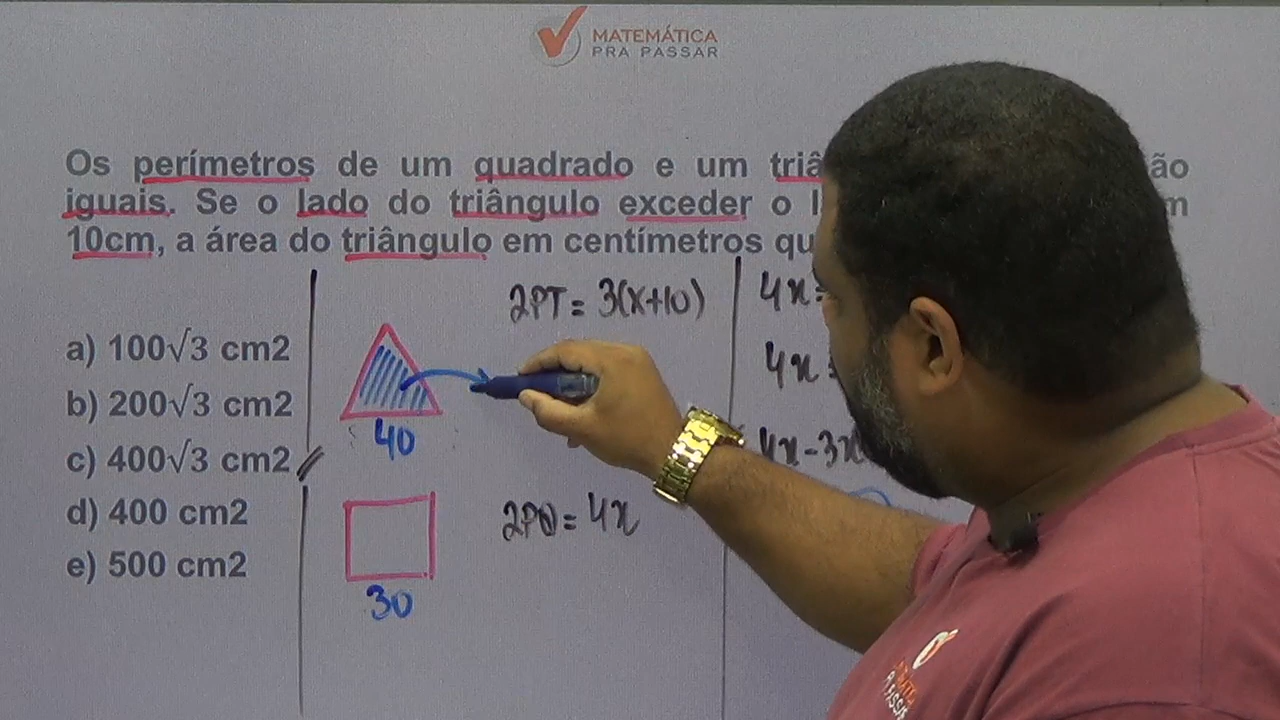 MATEMÁTICA
PRA PASSAR
Os perímetros de um quadrado e um
iguais. Se o lado do triângulo exceder o
10cm, a área do triângulo em centímetros
a) 100√3 cm2
b) 200√3 cm2
c) 400√3 cm2
d) 400 cm2
e) 500 cm2
2PT = 3(x+10)
40
2PQ = 4x
30
4x =
4x =
4x-3x